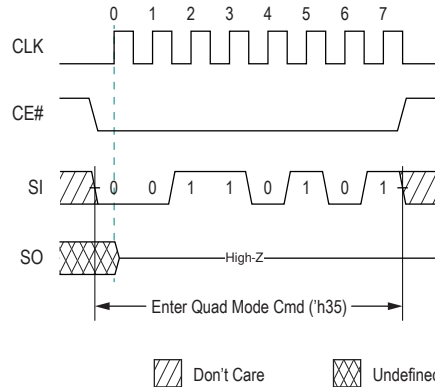 0 1 2 3 4 5 6 7
CLK
CE#
SI 0 0 1 1 0 1 0 1
SO High-Z
Enter Quad Mode Cmd ('h35)
Don't Care Undefined